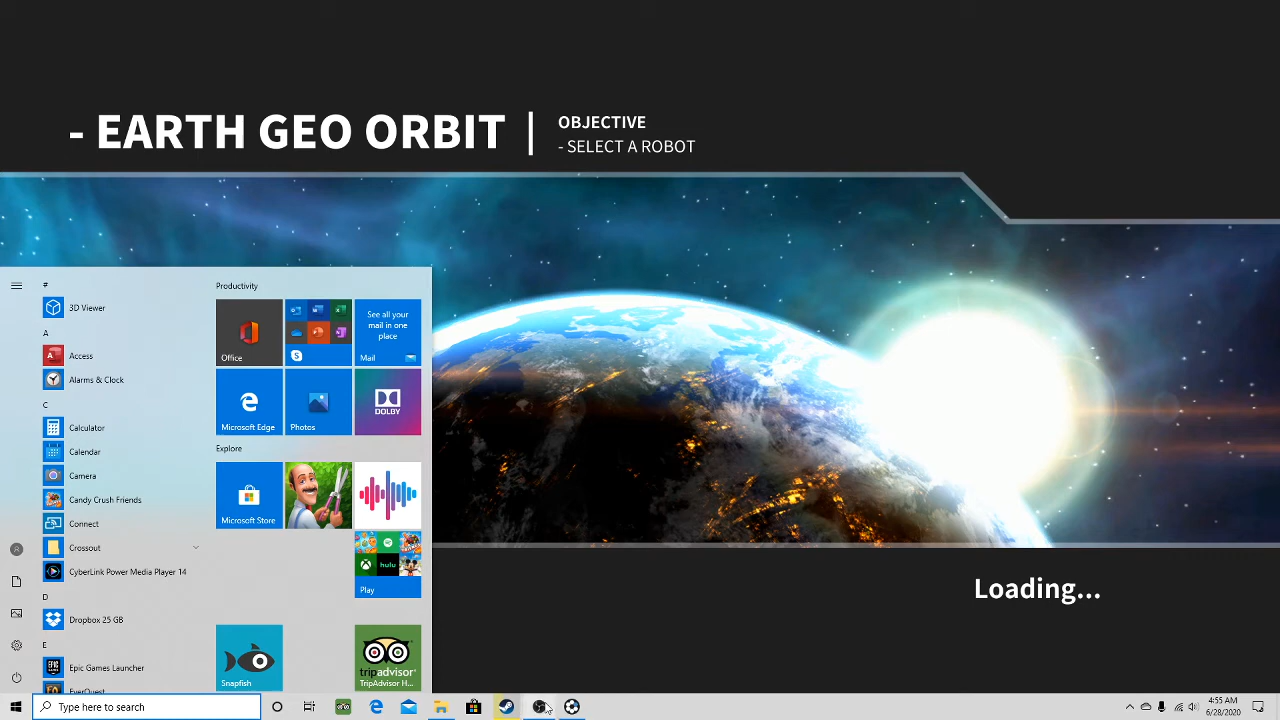 - EARTH GEO ORBIT
OBJECTIVE
- SELECT A ROBOT
#
3D Viewer
A
Access
Alarms & Clock
C
Calculator
Calendar
Camera
Candy Crush Friends
Connect
Crossout
CyberLink Power Media Player 14
D
Dropbox 25 GB
E
Epic Games Launcher
EverQuest
Productivity
Office
See all your
mail in one
place
Mail
Microsoft Edge
Photos
DOLBY
Explore
Microsoft Store
hulu
Play
Snapfish
tripadvisor
TripAdvisor H...
Loading...
Type here to search
4:55 AM
6/28/2020